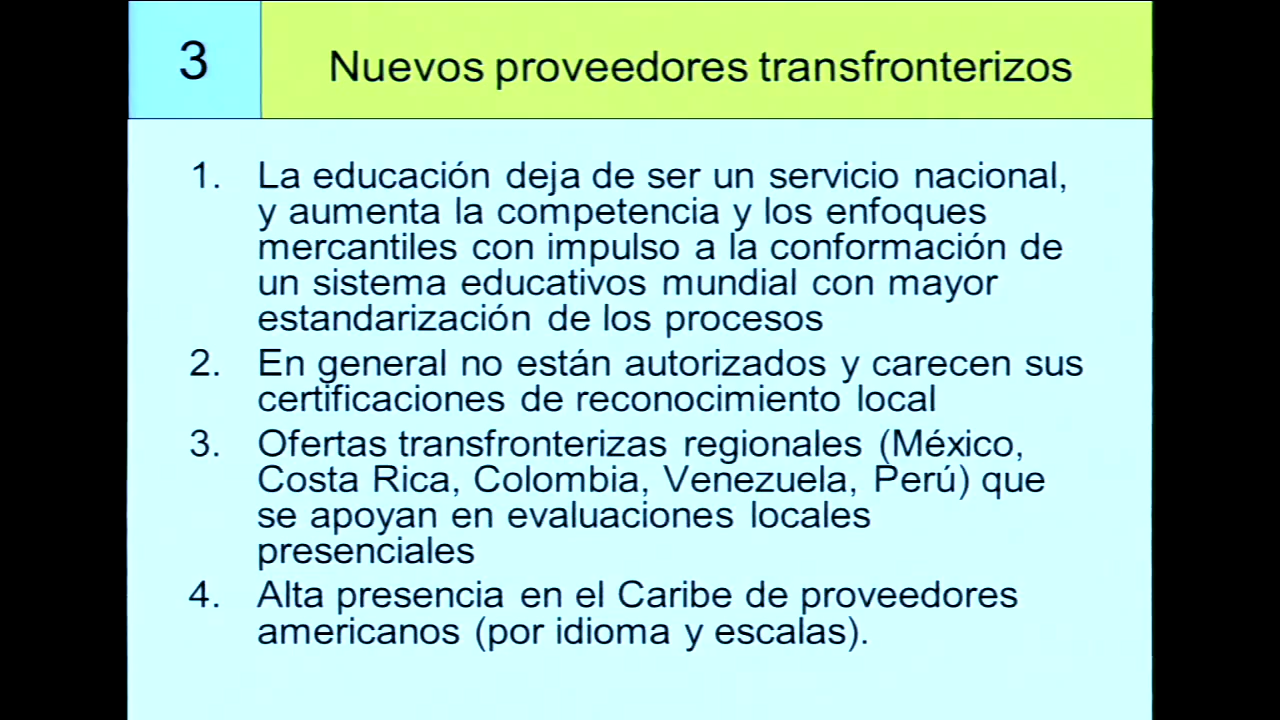 3
Nuevos proveedores transfronterizos
1. La educación deja de ser un servicio nacional,
y aumenta la competencia y los enfoques
mercantiles con impulso a la conformación de
un sistema educativos mundial con mayor
estandarización de los procesos
2. En general no están autorizados y carecen sus
certificaciones de reconocimiento local
3. Ofertas transfronterizas regionales (México,
Costa Rica, Colombia, Venezuela, Perú) que
se apoyan en evaluaciones locales
presenciales
4. Alta presencia en el Caribe de proveedores
americanos (por idioma y escalas).